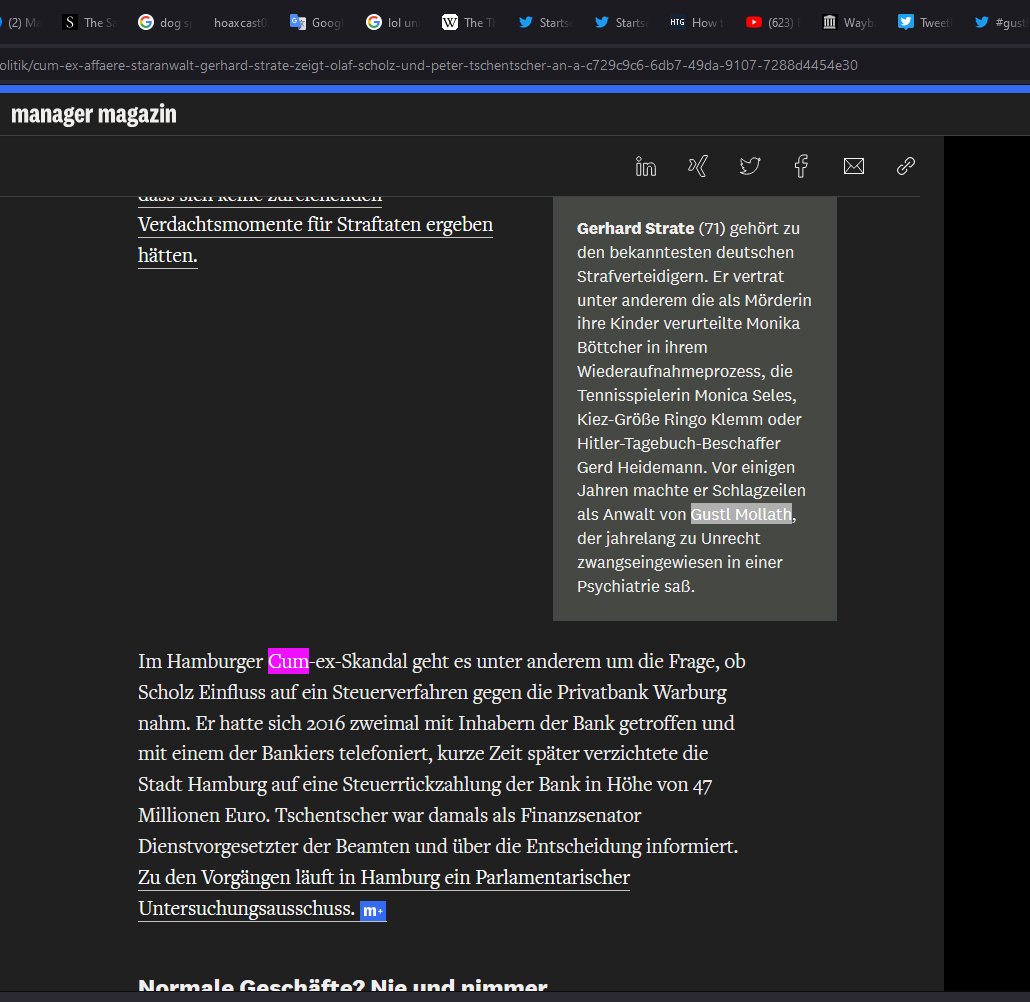 (2) M
The Sa
dog s
hoaxcast
Goog
lol un
The T
Starts
Starts
How t
(623)
Wayb
Tweet
#gust
olitik/cum-ex-affaere-staranwalt-gerhard-strate-zeigt-olaf-scholz-und-peter-tschentscher-an-a-c729c9c6-6db7-49da-9107-7288d4454e30
manager magazin
dass sich keine zureichenden
Verdachtsmomente für Straftaten ergeben
hätten.
Gerhard Strate (71) gehört zu
den bekanntesten deutschen
Strafverteidigern. Er vertrat
unter anderem die als Mörderin
ihre Kinder verurteilte Monika
Böttcher in ihrem
Wiederaufnahmeprozess, die
Tennisspielerin Monica Seles,
Kiez-Größe Ringo Klemm oder
Hitler-Tagebuch-Beschaffer
Gerd Heidemann. Vor einigen
Jahren machte er Schlagzeilen
als Anwalt von Gustl Mollath,
der jahrelang zu Unrecht
zwangseingewiesen in einer
Psychiatrie saß.
Im Hamburger Cum-ex-Skandal geht es unter anderem um die Frage, ob
Scholz Einfluss auf ein Steuerverfahren gegen die Privatbank Warburg
nahm. Er hatte sich 2016 zweimal mit Inhabern der Bank getroffen und
mit einem der Bankiers telefoniert, kurze Zeit später verzichtete die
Stadt Hamburg auf eine Steuerrückzahlung der Bank in Höhe von 47
Millionen Euro. Tschentscher war damals als Finanzsenator
Dienstvorgesetzter der Beamten und über die Entscheidung informiert.
Zu den Vorgängen läuft in Hamburg ein Parlamentarischer
Untersuchungsausschuss. m+
Normale Geschäfte? Nie und nimmer